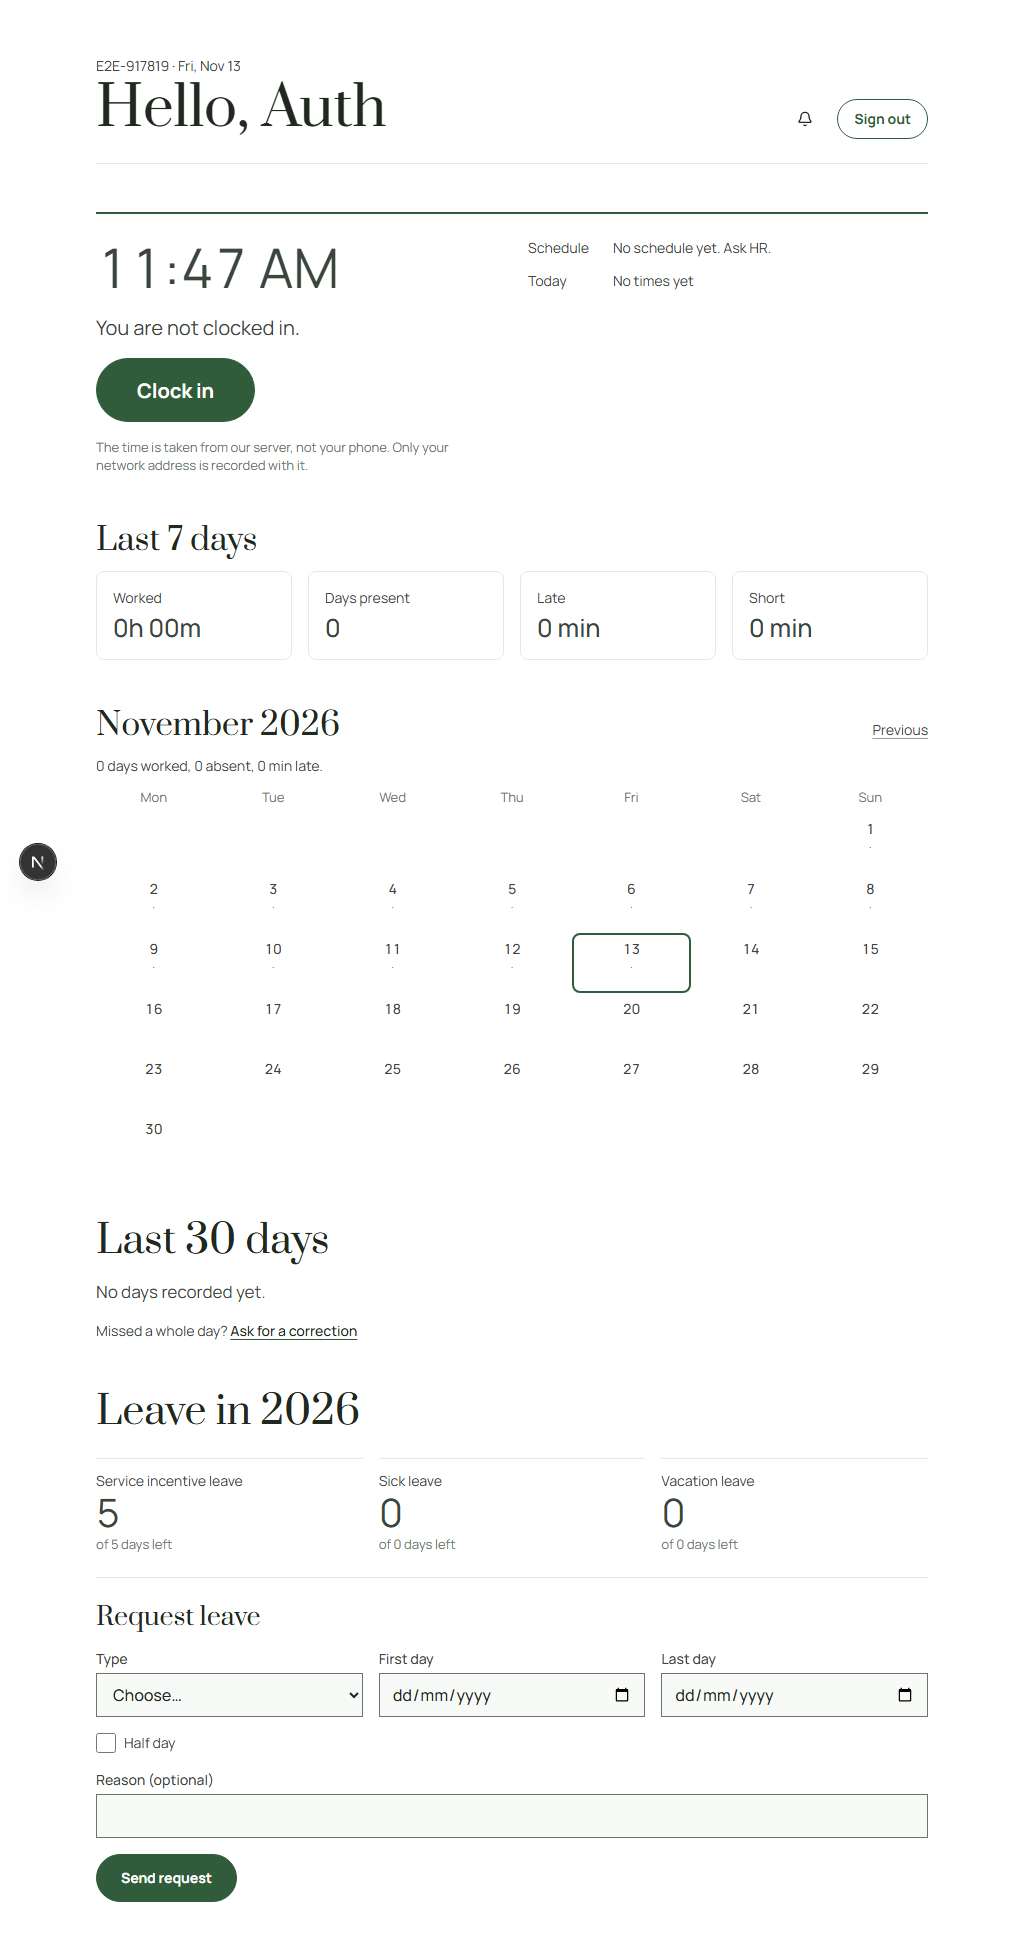 E2E-917819 · Fri, Nov 13
Hello, Auth
Sign out
11:47 AM
Schedule No schedule yet. Ask HR.
Today No times yet
You are not clocked in.
Clock in
The time is taken from our server, not your phone. Only your
network address is recorded with it.
Last 7 days
Worked Days present Late Short
0h 00m 0 0 min 0 min
November 2026
Previous
0 days worked, 0 absent, 0 min late.
Mon Tue Wed Thu Fri Sat Sun
1
2 3 4 5 6 7 8
N
9 10 11 12 13 14 15
16 17 18 19 20 21 22
23 24 25 26 27 28 29
30
Last 30 days
No days recorded yet.
Missed a whole day? Ask for a correction
Leave in 2026
Service incentive leave Sick leave Vacation leave
5 0 0
of 5 days left of 0 days left of 0 days left
Request leave
Type First day Last day
Choose... dd/mm/yyyy dd/mm/yyyy
Half day
Reason (optional)
Send request